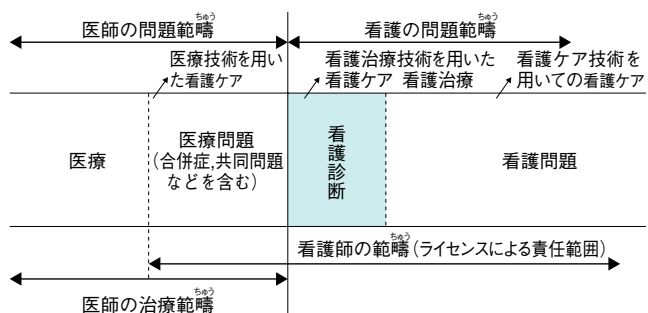 医師の問題範疇ちゅう
看護の問題範疇ちゅう
医療技術を用い
た看護ケア
看護治療技術を用いた
看護ケア 看護治療
看護ケア技術を
用いての看護ケア
医療
医療問題
(合併症,共同問題
などを含む)
看護診断
看護問題
看護師の範疇ちゅう(ライセンスによる責任範囲)
医師の治療範疇ちゅう